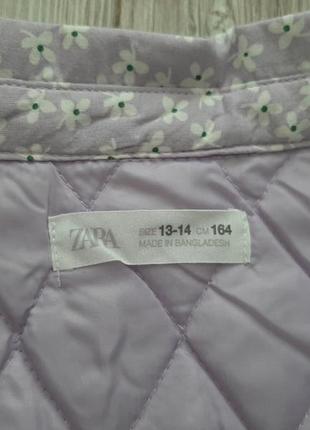 ZARA
SIZE 13-14 CM 164
MADE IN BANGLADESH